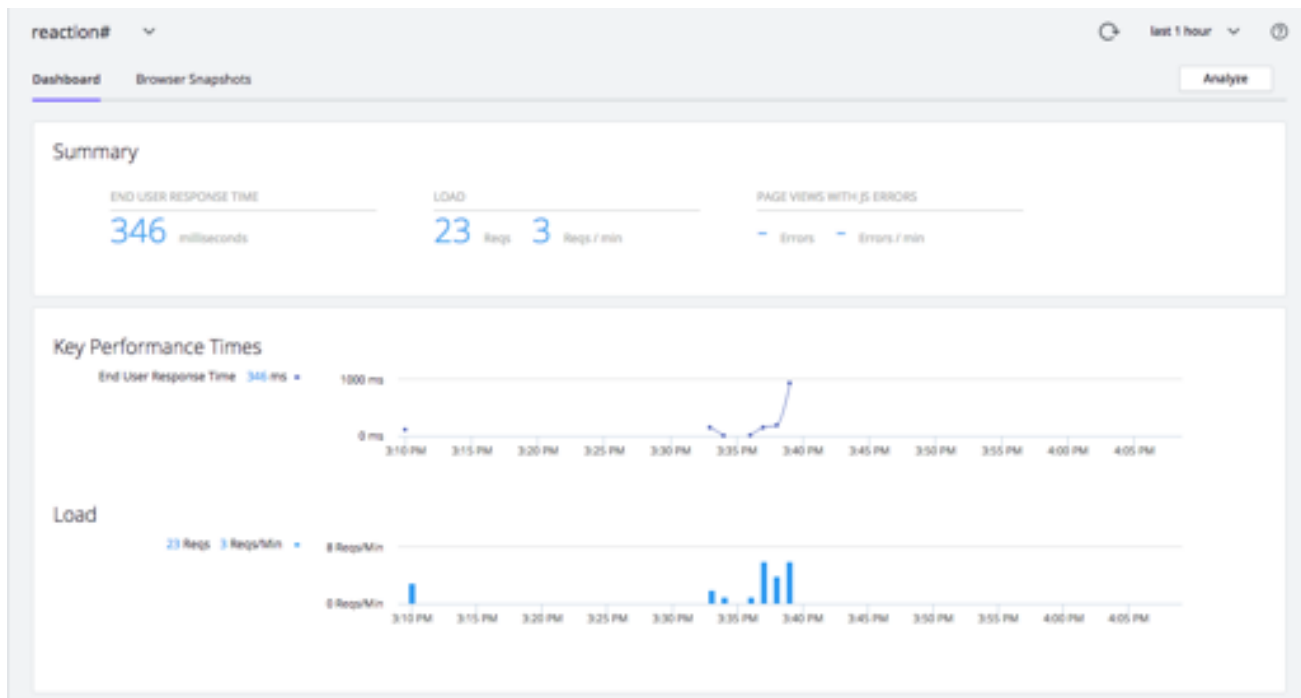 reaction# last 1 hour
Dashboard Browser Snapshots Analyze
Summary
END USER RESPONSE TIME LOAD PAGE VIEWS WITH JS ERRORS
346 milliseconds 23 Reqs 3 Reqs / min - Errors - Errors / min
Key Performance Times
End User Response Time 346 ms
1000 ms
0 ms
3:10 PM 3:15 PM 3:20 PM 3:25 PM 3:30 PM 3:35 PM 3:40 PM 3:45 PM 3:50 PM 3:55 PM 4:00 PM 4:05 PM
Load
23 Reqs 3 Reqs/Min
8 Reqs/Min
0 Reqs/Min
3:10 PM 3:15 PM 3:20 PM 3:25 PM 3:30 PM 3:35 PM 3:40 PM 3:45 PM 3:50 PM 3:55 PM 4:00 PM 4:05 PM